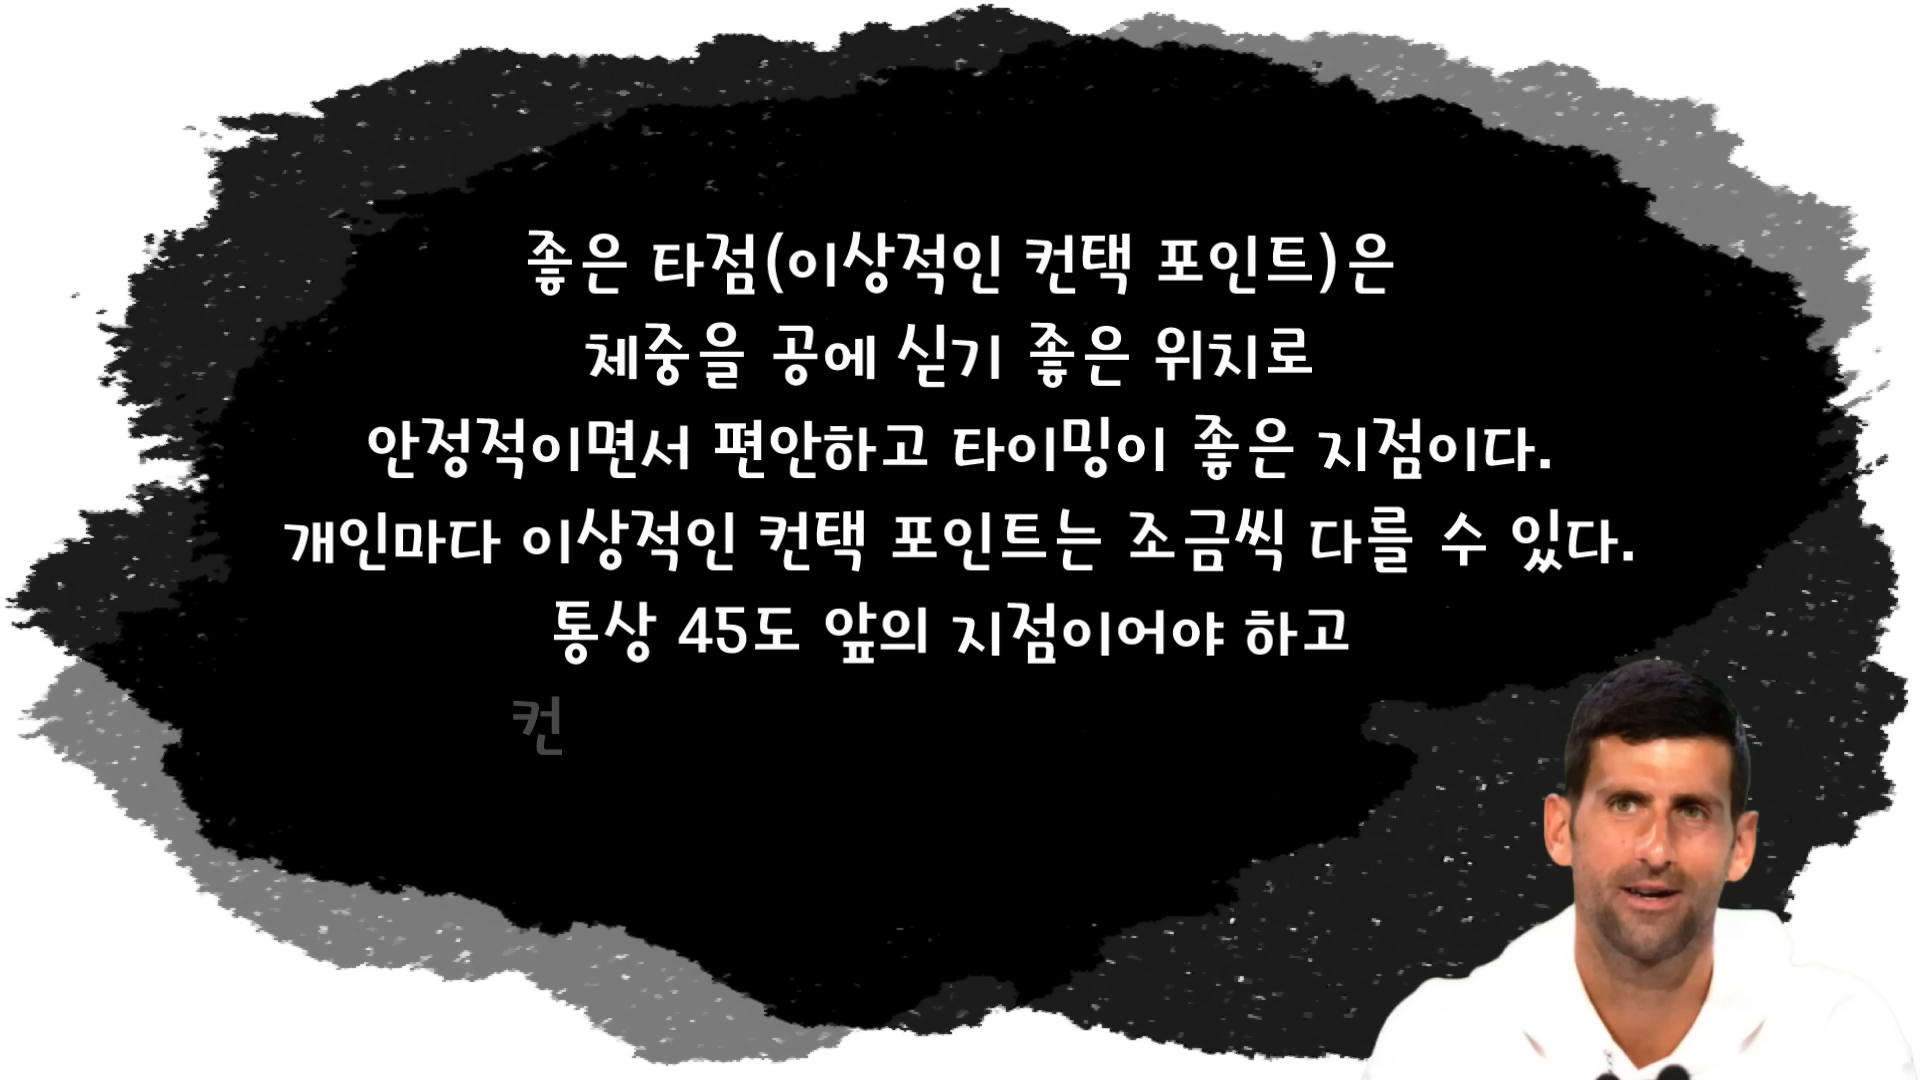 좋은 타점(이상적인 컨택 포인트)은
체중을 공에 싣기 좋은 위치로
안정적이면서 편안하고 타이밍이 좋은 지점이다.
개인마다 이상적인 컨택 포인트는 조금씩 다를 수 있다.
통상 45도 앞의 지점이어야 하고
컨